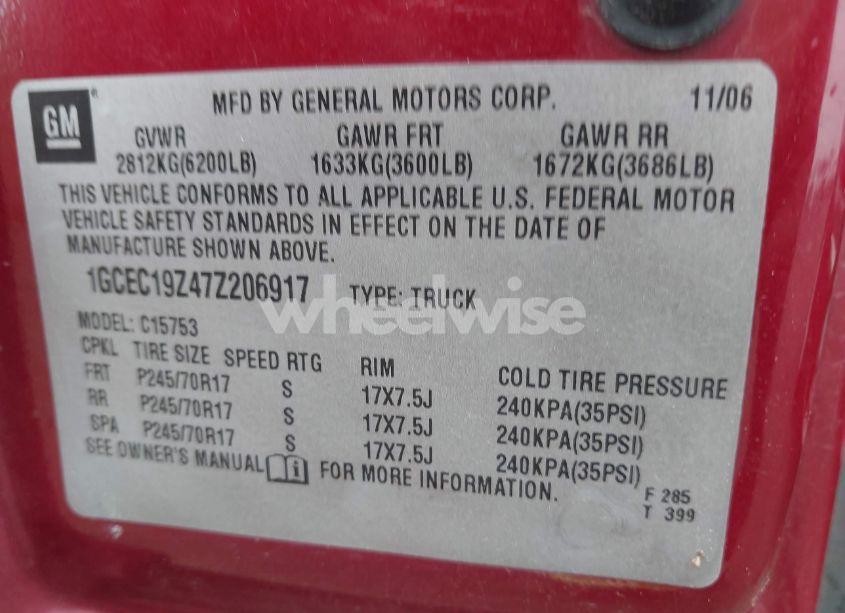 GM ® MFD BY GENERAL MOTORS CORP. 11/06
GVWR GAWR FRT GAWR RR
2812KG(6200LB) 1633KG(3600LB) 1672KG(3686LB)
THIS VEHICLE CONFORMS TO ALL APPLICABLE U.S. FEDERAL MOTOR
VEHICLE SAFETY STANDARDS IN EFFECT ON THE DATE OF
MANUFACTURE SHOWN ABOVE.
1GCEC19Z47Z206917 TYPE: TRUCK
wheelwise
MODEL: C15753
CPKL TIRE SIZE SPEED RTG RIM COLD TIRE PRESSURE
FRT P245/70R17 S 17X7.5J 240KPA(35PSI)
RR P245/70R17 S 17X7.5J 240KPA(35PSI)
SPA P245/70R17 S 17X7.5J 240KPA(35PSI)
SEE OWNER'S MANUAL i FOR MORE INFORMATION.
F 285
T 399